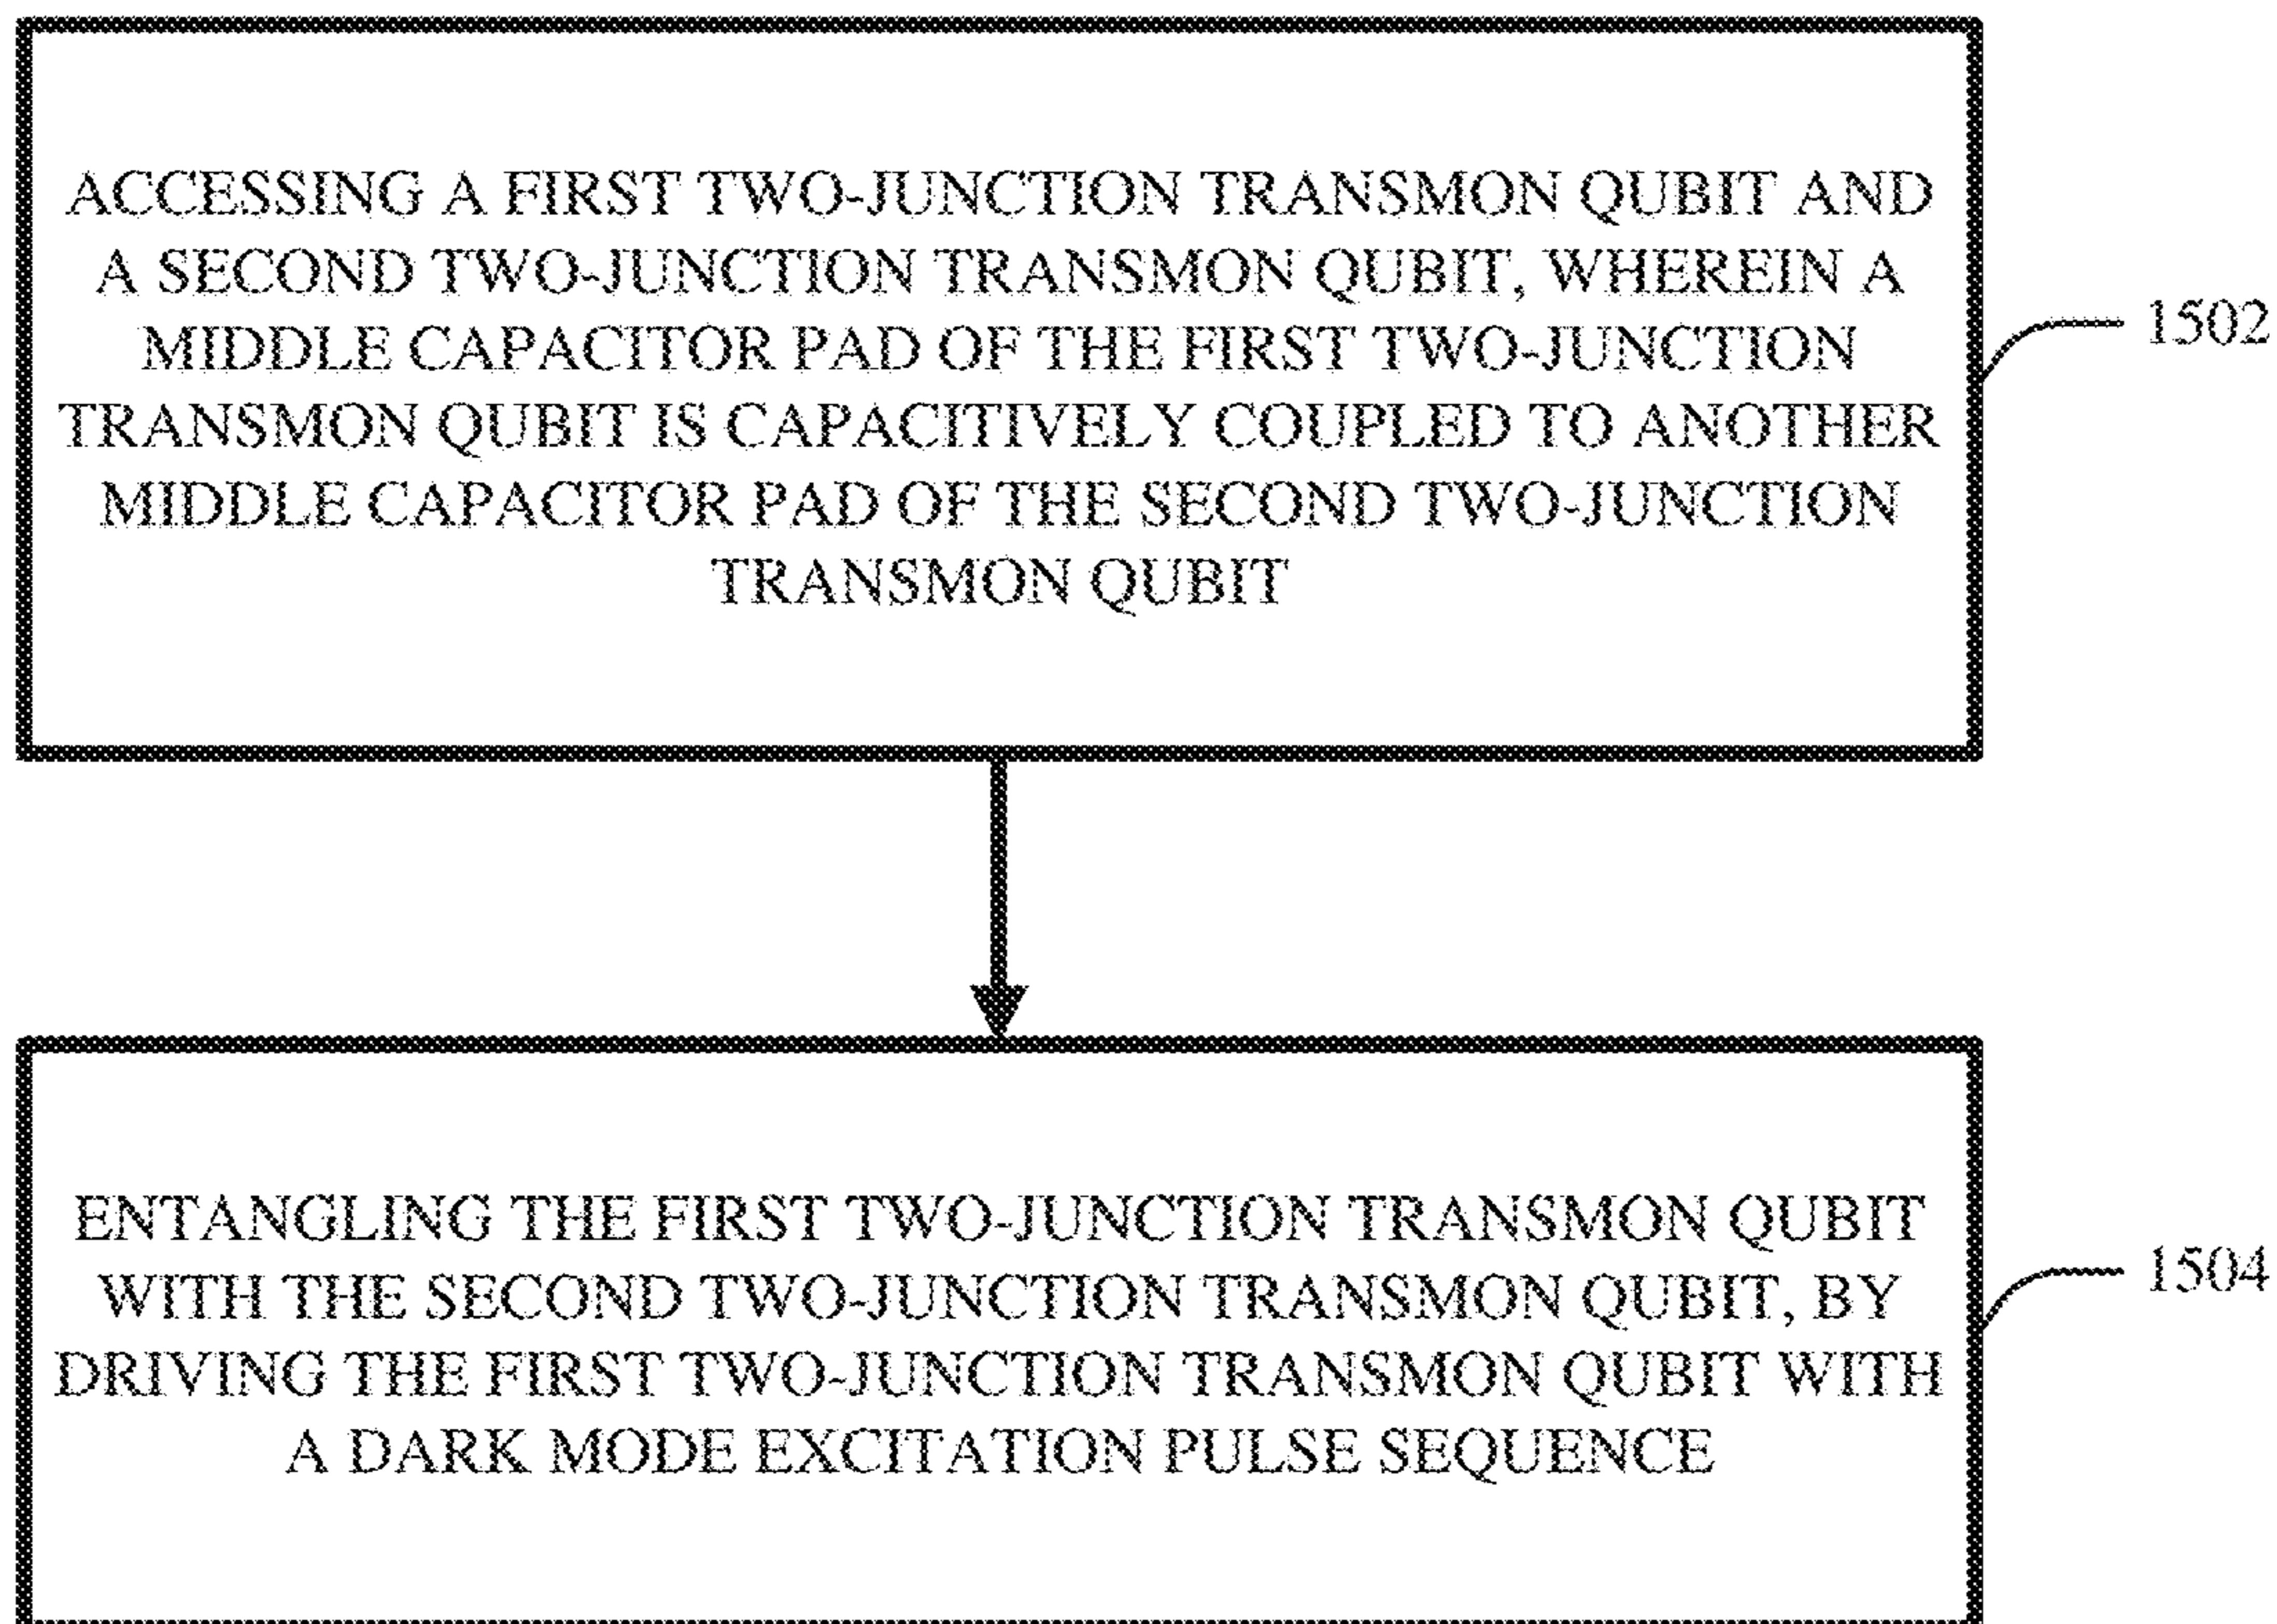 ACCESSING A FIRST TWO-JUNCTION TRANSMON QUBIT AND
A SECOND TWO-JUNCTION TRANSMON QUBIT, WHEREIN A
MIDDLE CAPACITOR PAD OF THE FIRST TWO-JUNCTION
TRANSMON QUBIT IS CAPACITIVELY COUPLED TO ANOTHER
MIDDLE CAPACITOR PAD OF THE SECOND TWO-JUNCTION
TRANSMON QUBIT
1502
ENTANGLING THE FIRST TWO-JUNCTION TRANSMON QUBIT
WITH THE SECOND TWO-JUNCTION TRANSMON QUBIT, BY
DRIVING THE FIRST TWO-JUNCTION TRANSMON QUBIT WITH
A DARK MODE EXCITATION PULSE SEQUENCE
1504